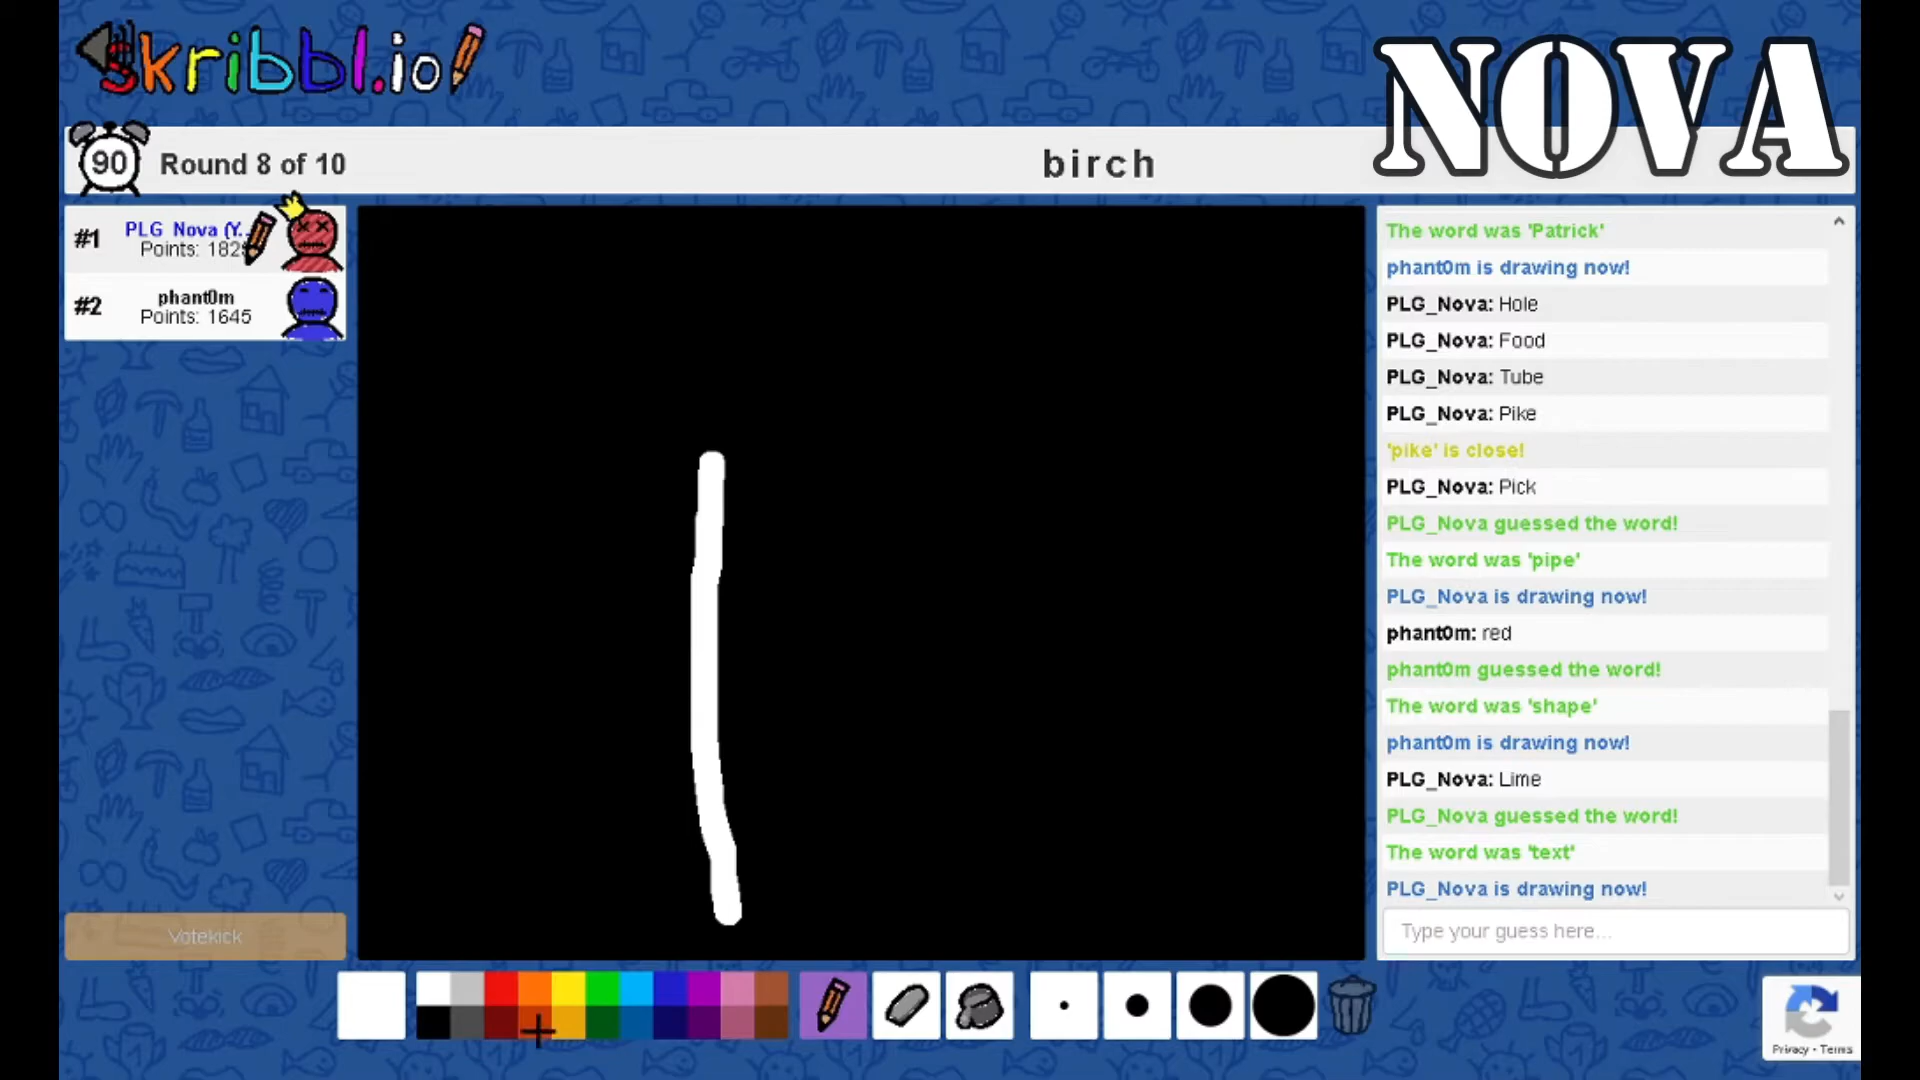 skribbl.io
NOVA
90
Round 8 of 10
birch
#1
PLG_Nova (Y...
Points: 182
#2
phant0m
Points: 1645
The word was 'Patrick'
phant0m is drawing now!
PLG_Nova: Hole
PLG_Nova: Food
PLG_Nova: Tube
PLG_Nova: Pike
'pike' is close!
PLG_Nova: Pick
PLG_Nova guessed the word!
The word was 'pipe'
PLG_Nova is drawing now!
phant0m: red
phant0m guessed the word!
The word was 'shape'
phant0m is drawing now!
PLG_Nova: Lime
PLG_Nova guessed the word!
The word was 'text'
PLG_Nova is drawing now!
Votekick
Type your guess here...
Privacy - Terms